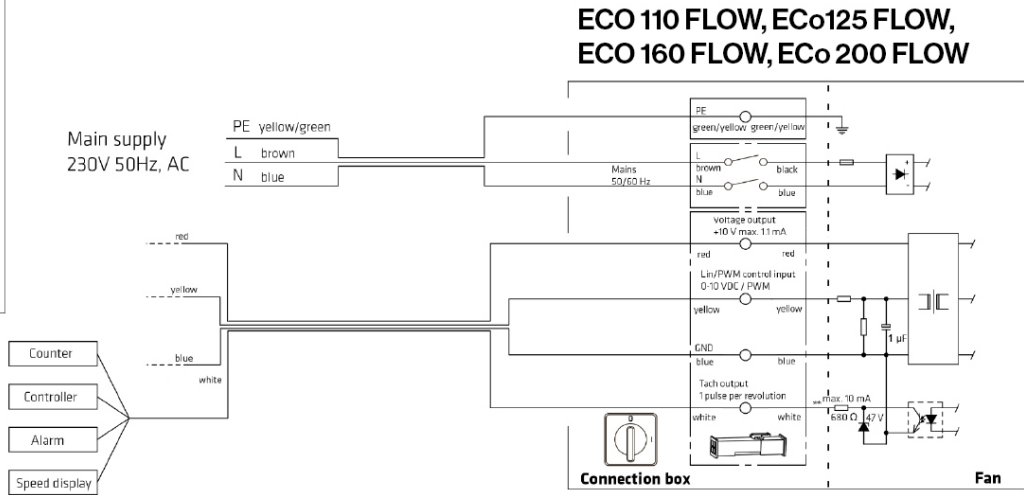 ECO 110 FLOW, ECo125 FLOW,
ECO 160 FLOW, ECo 200 FLOW
Main supply
230V 50Hz, AC
PE yellow/green
L brown
N blue
Mains
50/60 Hz
PE
green/yellow green/yellow
L
brown black
N
blue blue
Voltage output
+10 V max. 1.1 mA
red
red red
Lin/PWM control input
0-10 VDC / PWM
yellow
yellow yellow
1 µF
GND
blue
blue blue
white
Tach output
1 pulse per revolution
white white
** max. 10 mA
680 Ω 47 V
+
-
0
Counter
Controller
Alarm
Speed display
Connection box
Fan